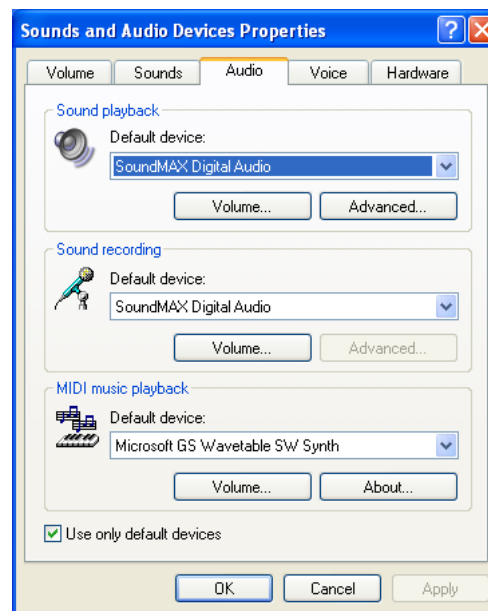 Sounds and Audio Devices Properties
Volume Sounds Audio Voice Hardware
Sound playback
Default device:
SoundMAX Digital Audio
Volume... Advanced...
Sound recording
Default device:
SoundMAX Digital Audio
Volume... Advanced...
MIDI music playback
Default device:
Microsoft GS Wavetable SW Synth
Volume... About...
Use only default devices
OK Cancel Apply